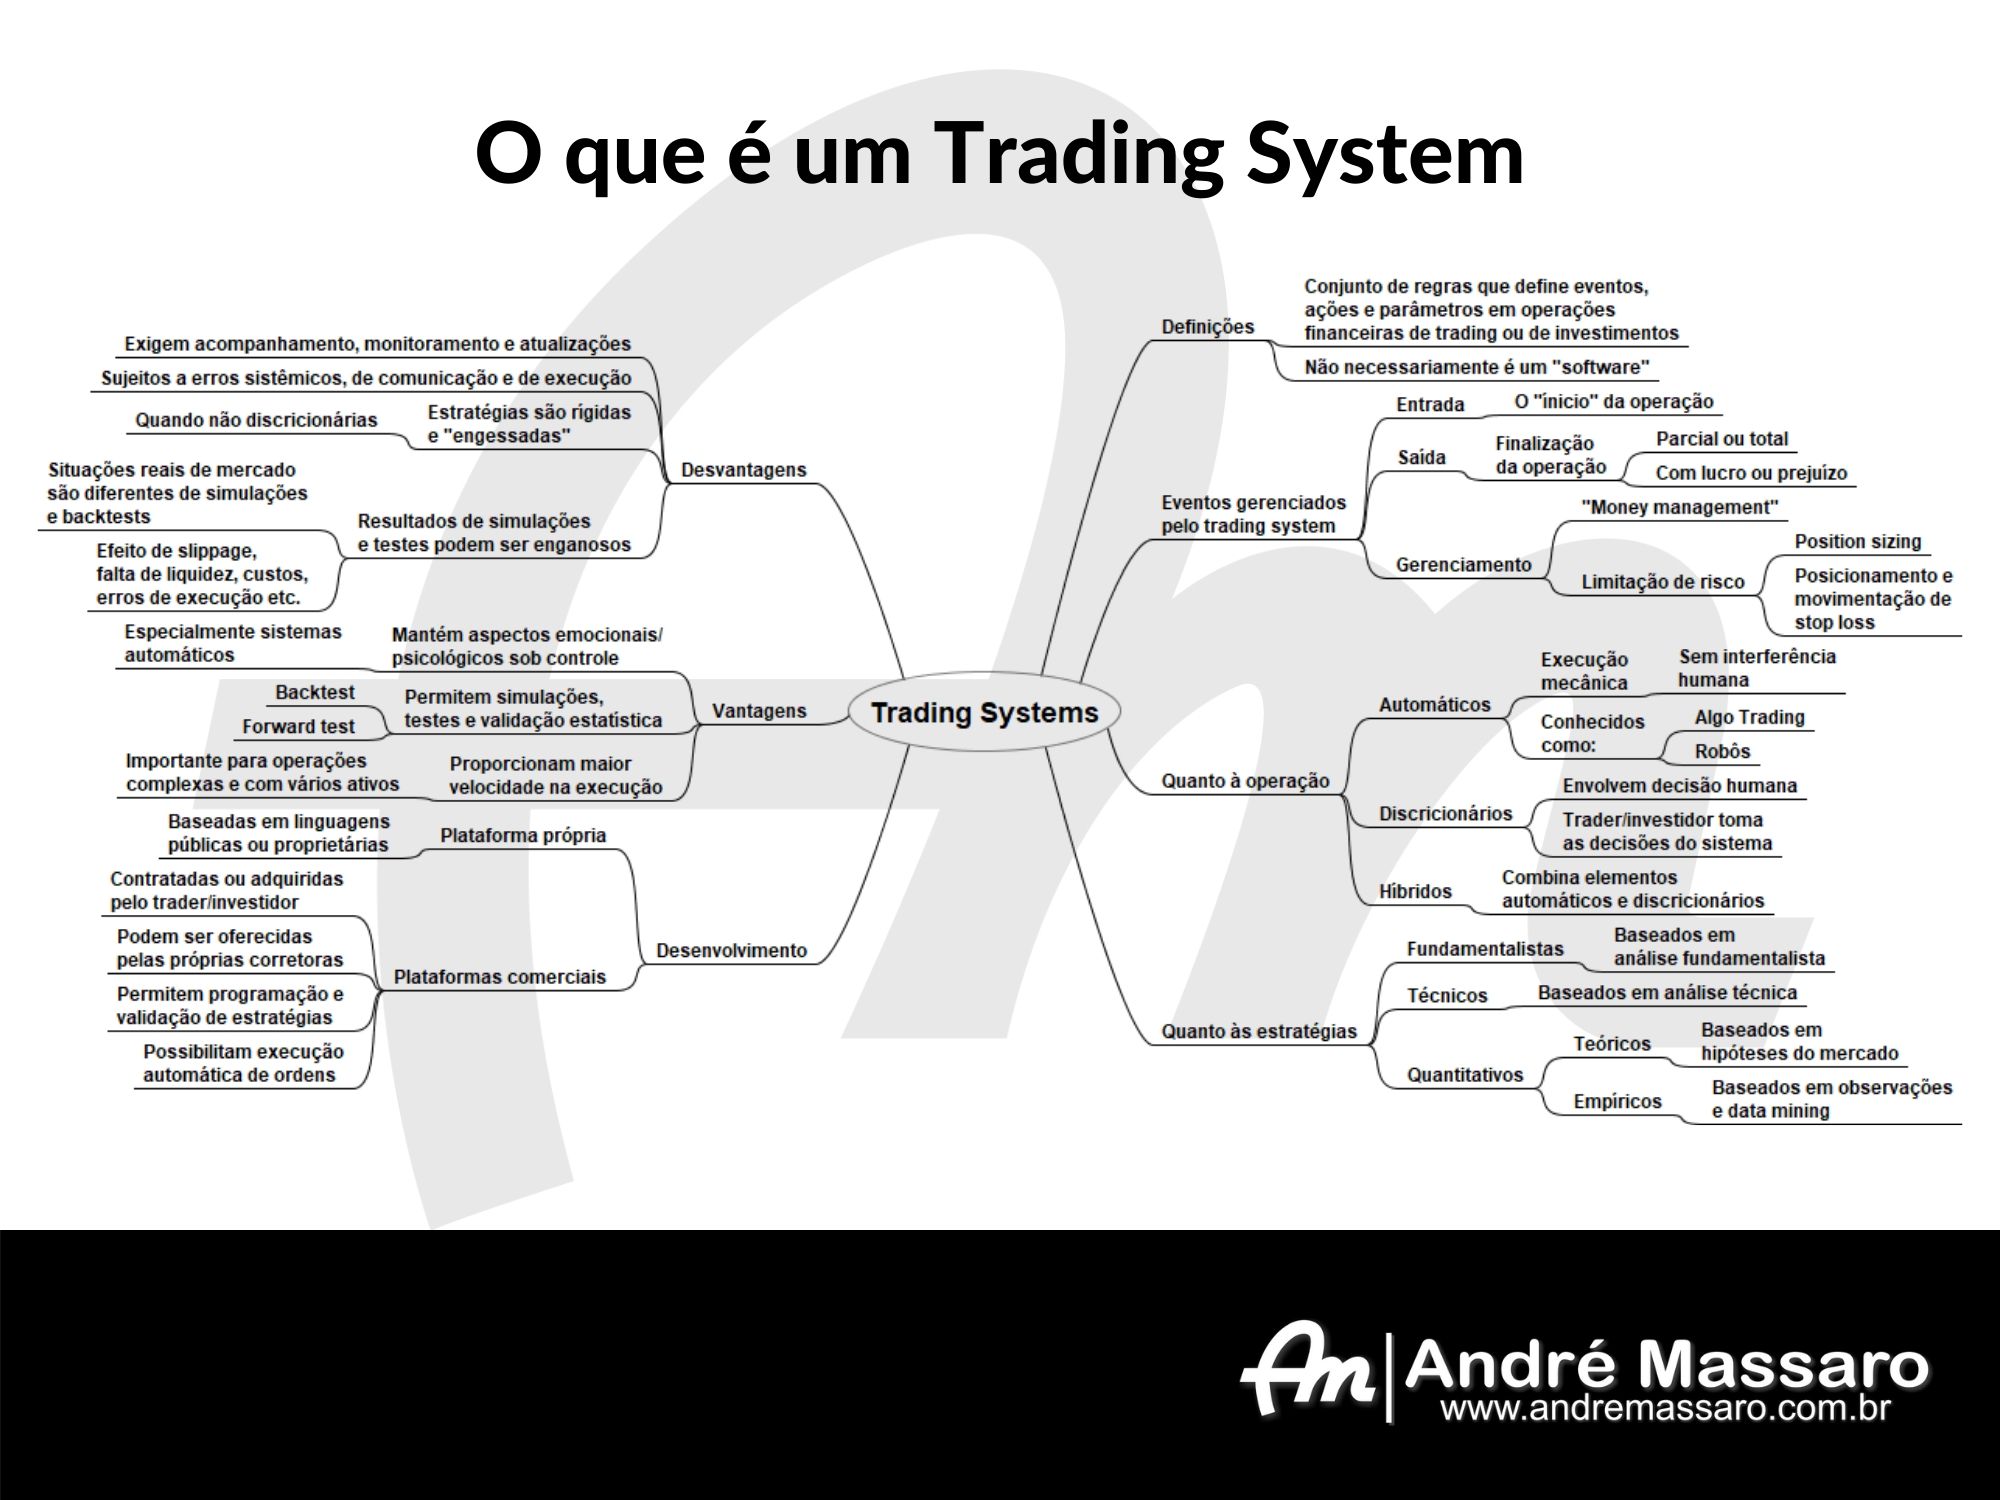 O que é um Trading System
Exigem acompanhamento, monitoramento e atualizações
Sujeitos a erros sistêmicos, de comunicação e de execução
Quando não discricionárias
Estratégias são rígidas
e "engessadas"
Situações reais de mercado
são diferentes de simulações
e backtests
Efeito de slippage,
falta de liquidez, custos,
erros de execução etc.
Resultados de simulações
e testes podem ser enganosos
Desvantagens
Especialmente sistemas
automáticos
Mantém aspectos emocionais/
psicológicos sob controle
Backtest
Forward test
Permitem simulações,
testes e validação estatística
Importante para operações
complexas e com vários ativos
Proporcionam maior
velocidade na execução
Vantagens
Baseadas em linguagens
públicas ou proprietárias
Plataforma própria
Contratadas ou adquiridas
pelo trader/investidor
Podem ser oferecidas
pelas próprias corretoras
Permitem programação e
validação de estratégias
Possibilitam execução
automática de ordens
Plataformas comerciais
Desenvolvimento
Trading Systems
Definições
Conjunto de regras que define eventos,
ações e parâmetros em operações
financeiras de trading ou de investimentos
Não necessariamente é um "software"
Eventos gerenciados
pelo trading system
Entrada
O "ínicio" da operação
Saída
Finalização
da operação
Parcial ou total
Com lucro ou prejuízo
Gerenciamento
"Money management"
Limitação de risco
Position sizing
Posicionamento e
movimentação de
stop loss
Quanto à operação
Automáticos
Execução
mecânica
Sem interferência
humana
Conhecidos
como:
Algo Trading
Robôs
Discricionários
Envolvem decisão humana
Trader/investidor toma
as decisões do sistema
Híbridos
Combina elementos
automáticos e discricionários
Quanto às estratégias
Fundamentalistas
Baseados em
análise fundamentalista
Técnicos
Baseados em análise técnica
Quantitativos
Teóricos
Baseados em
hipóteses do mercado
Empíricos
Baseados em observações
e data mining
Am
André Massaro
www.andremassaro.com.br